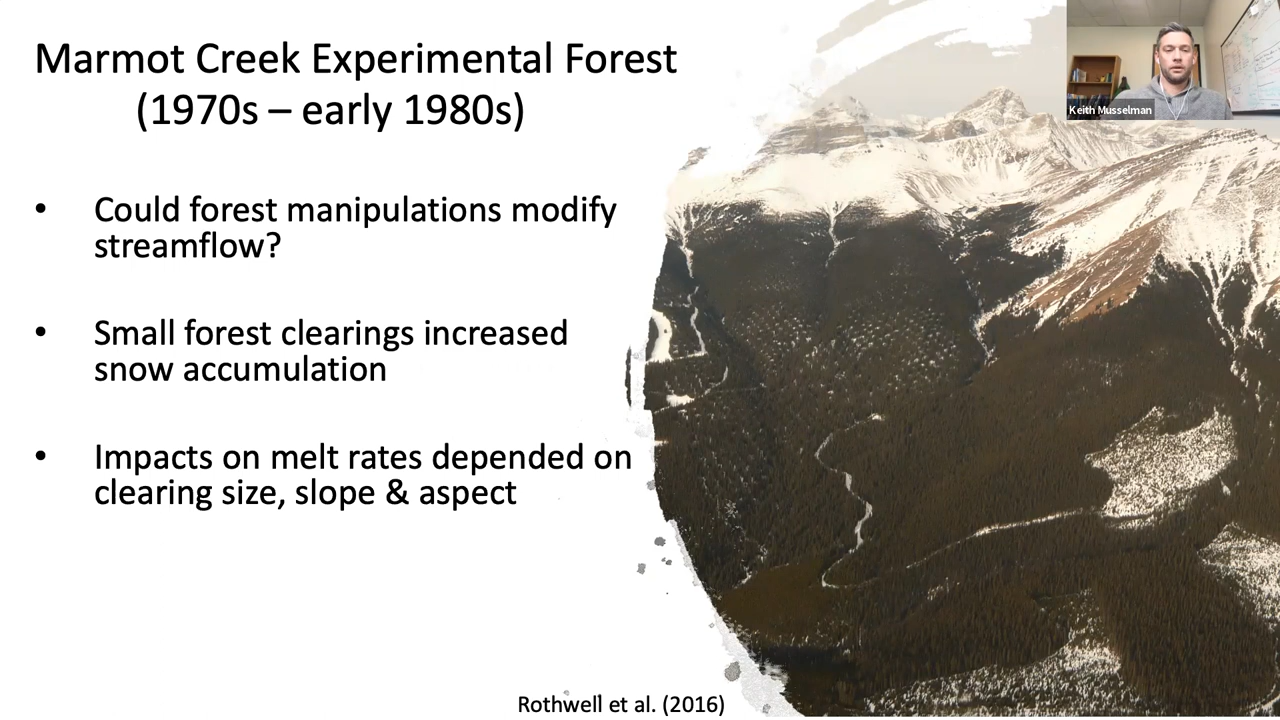 Marmot Creek Experimental Forest
(1970s – early 1980s)
• Could forest manipulations modify
streamflow?
• Small forest clearings increased
snow accumulation
• Impacts on melt rates depended on
clearing size, slope & aspect
Rothwell et al. (2016)
Keith Musselman